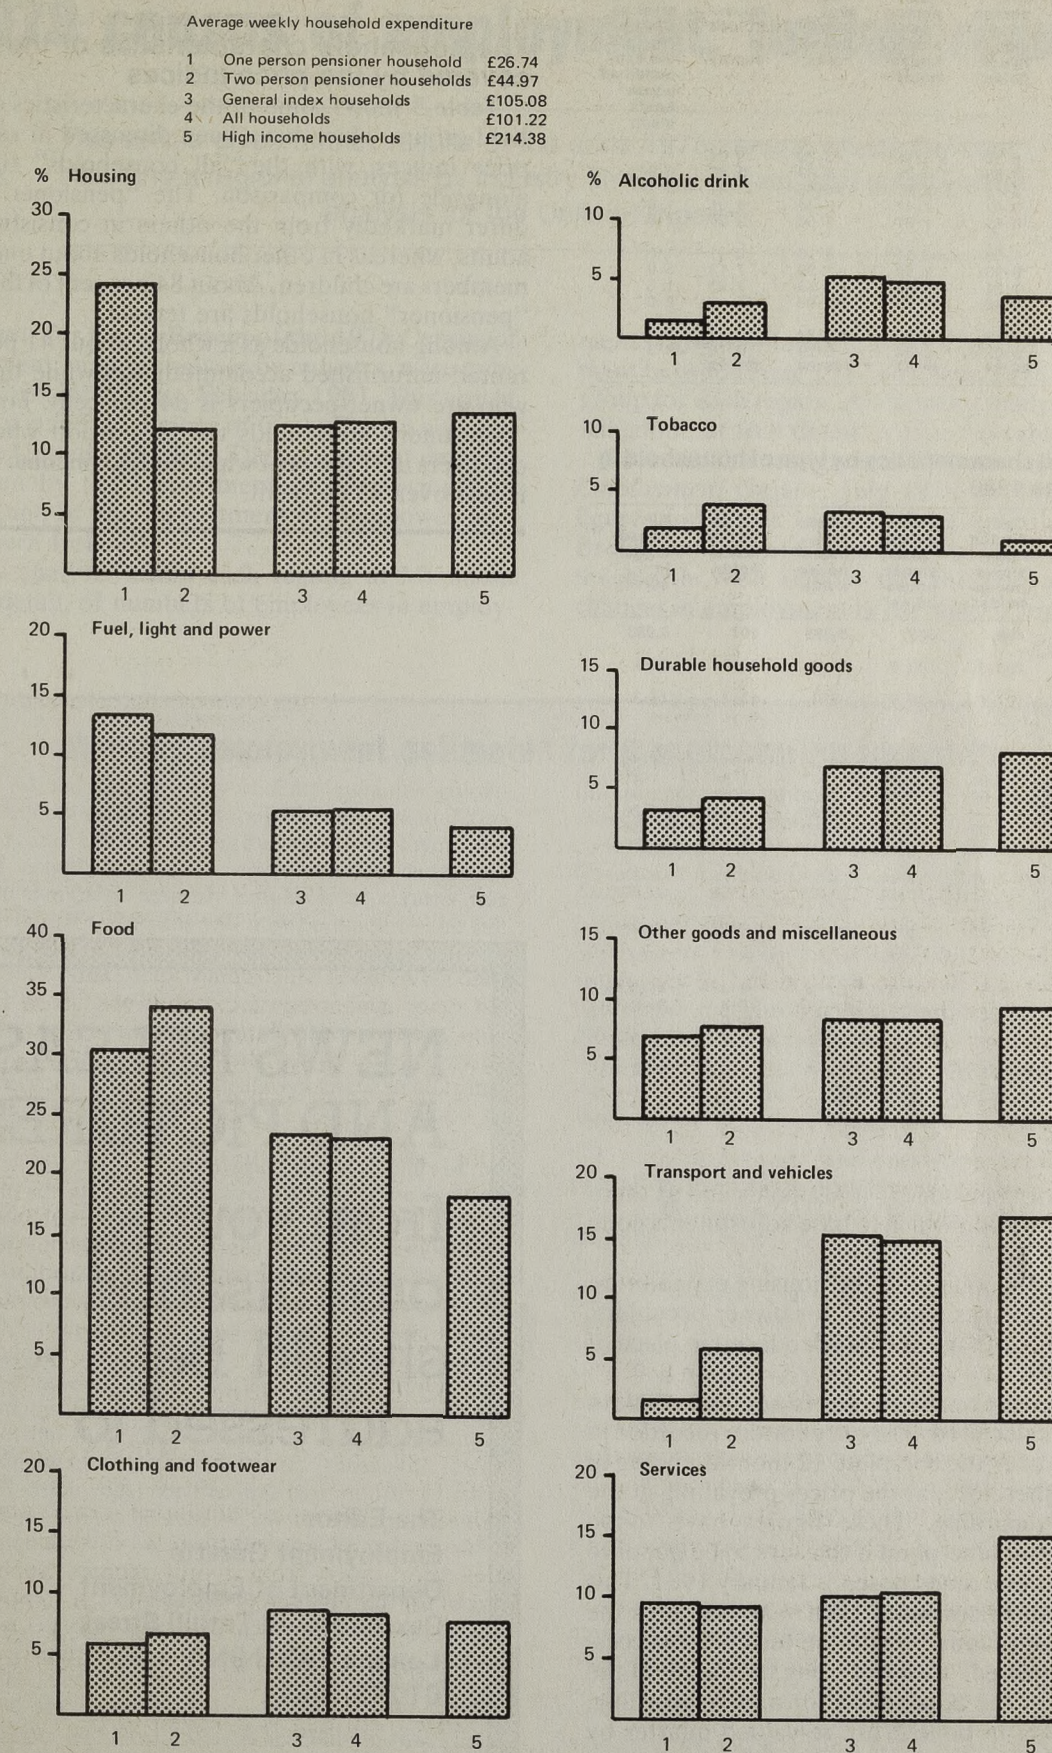 Average weekly household expenditure
1 One person pensioner household £26.74
2 Two person pensioner households £44.97
3 General index households £105.08
4 All households £101.22
5 High income households £214.38
% Housing
30
25
20
15
10
5
1 2 3 4 5
Fuel, light and power
20
15
10
5
1 2 3 4 5
Food
40
35
30
25
20
15
10
5
1 2 3 4 5
Clothing and footwear
20
15
10
5
1 2 3 4 5
% Alcoholic drink
10
5
1 2 3 4 5
Tobacco
10
5
1 2 3 4 5
Durable household goods
15
10
5
1 2 3 4 5
Other goods and miscellaneous
15
10
5
1 2 3 4 5
Transport and vehicles
20
15
10
5
1 2 3 4 5
Services
20
15
10
5
1 2 3 4 5